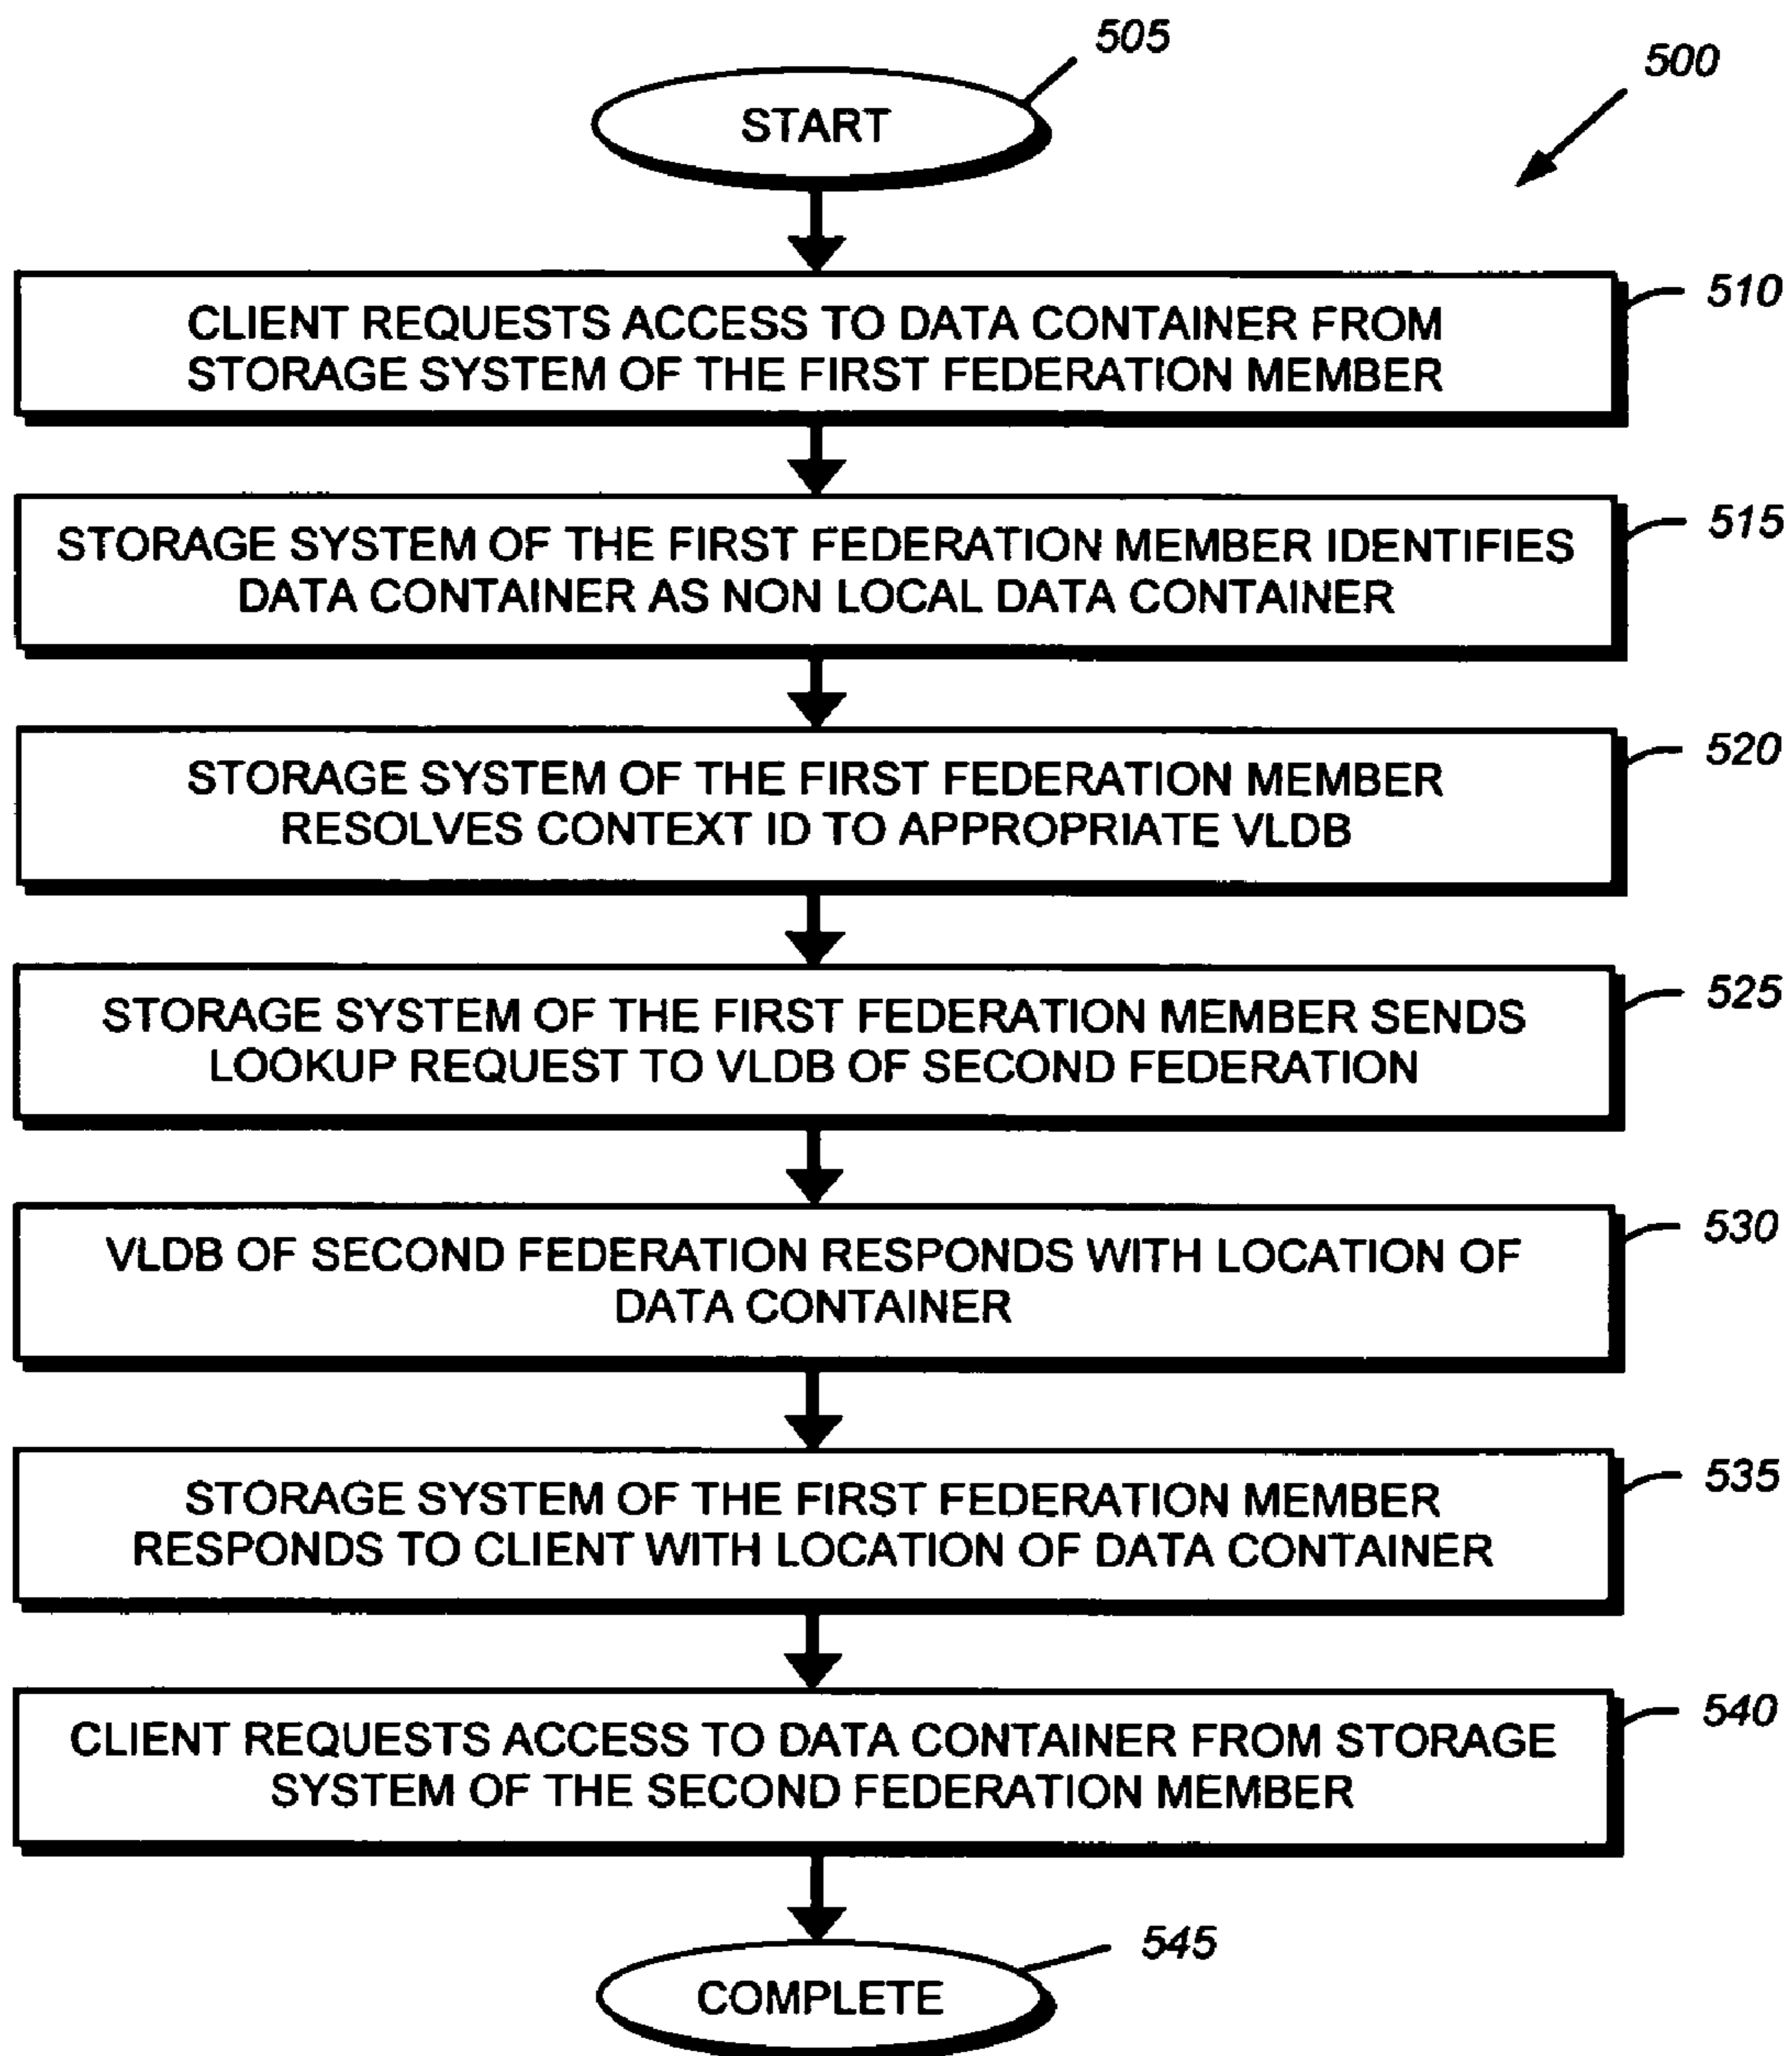 505
500
START
510
CLIENT REQUESTS ACCESS TO DATA CONTAINER FROM
STORAGE SYSTEM OF THE FIRST FEDERATION MEMBER
515
STORAGE SYSTEM OF THE FIRST FEDERATION MEMBER IDENTIFIES
DATA CONTAINER AS NON LOCAL DATA CONTAINER
520
STORAGE SYSTEM OF THE FIRST FEDERATION MEMBER
RESOLVES CONTEXT ID TO APPROPRIATE VLDB
525
STORAGE SYSTEM OF THE FIRST FEDERATION MEMBER SENDS
LOOKUP REQUEST TO VLDB OF SECOND FEDERATION
530
VLDB OF SECOND FEDERATION RESPONDS WITH LOCATION OF
DATA CONTAINER
535
STORAGE SYSTEM OF THE FIRST FEDERATION MEMBER
RESPONDS TO CLIENT WITH LOCATION OF DATA CONTAINER
540
CLIENT REQUESTS ACCESS TO DATA CONTAINER FROM STORAGE
SYSTEM OF THE SECOND FEDERATION MEMBER
545
COMPLETE